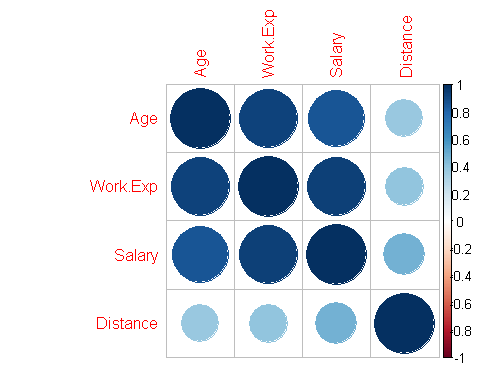 Age
Work.Exp
Salary
Distance
Age
Work.Exp
Salary
Distance
1
0.8
0.6
0.4
0.2
0
-0.2
-0.4
-0.6
-0.8
-1